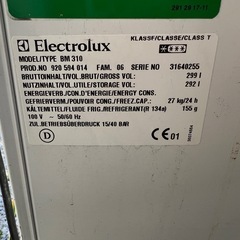 Electrolux
KLASSE/CLASSE/CLASS T
MODEL/TYPE BM 310
PROD.NO 920 594 014 FAM. 06 SERIE NO 31640255
BRUTTOINHALT/VOL.BRUT/GROSS VOL: 299 l
NUTZINHALT/VOL.UTILE/STORAGE VOL: 292 l
ENERGIEVERB./COND.D'ENERGIE/ENERGY CONS.
GEFRIERVERM/POUVOIR CONG./FREEZ.CAP.: 27 kg/24 h
KÄLTEMITTEL/FLUIDE FRIG./REFRIGERANT(R 134a) 155 g
100 V ~ 50/60 Hz
ZUL.BETRIEBSÜBERDRUCK 15/40 BAR
D
CE 01